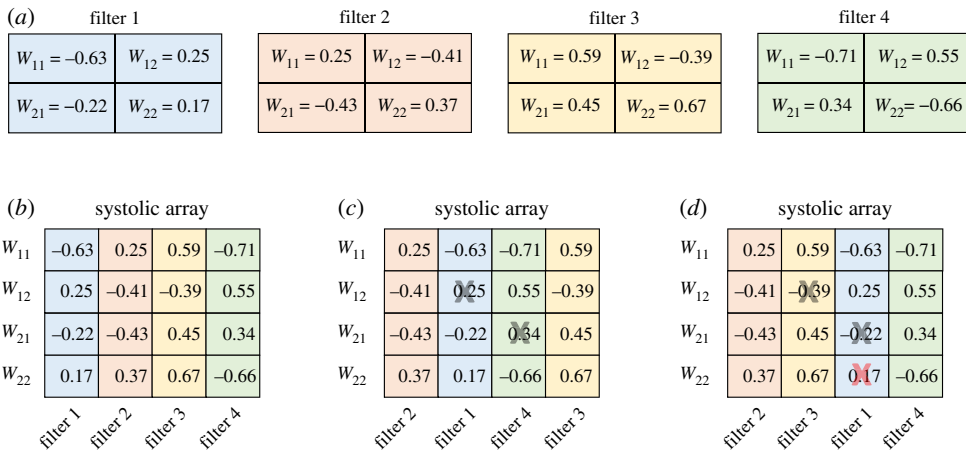 (a) filter 1 filter 2 filter 3 filter 4
W11 = –0.63 W12 = 0.25 W11 = 0.25 W12 = –0.41 W11 = 0.59 W12 = –0.39 W11 = –0.71 W12 = 0.55
W21 = –0.22 W22 = 0.17 W21 = –0.43 W22 = 0.37 W21 = 0.45 W22 = 0.67 W21 = 0.34 W22 = –0.66
(b) systolic array
W11 –0.63 0.25 0.59 –0.71
W12 0.25 –0.41 –0.39 0.55
W21 –0.22 –0.43 0.45 0.34
W22 0.17 0.37 0.67 –0.66
filter 1 filter 2 filter 3 filter 4
(c) systolic array
W11 0.25 –0.63 –0.71 0.59
W12 –0.41 0.25 0.55 –0.39
W21 –0.43 –0.22 0.34 0.45
W22 0.37 0.17 –0.66 0.67
filter 2 filter 1 filter 4 filter 3
(d) systolic array
W11 0.25 0.59 –0.63 –0.71
W12 –0.41 –0.39 0.25 0.55
W21 –0.43 0.45 –0.22 0.34
W22 0.37 0.67 0.17 –0.66
filter 2 filter 3 filter 1 filter 4